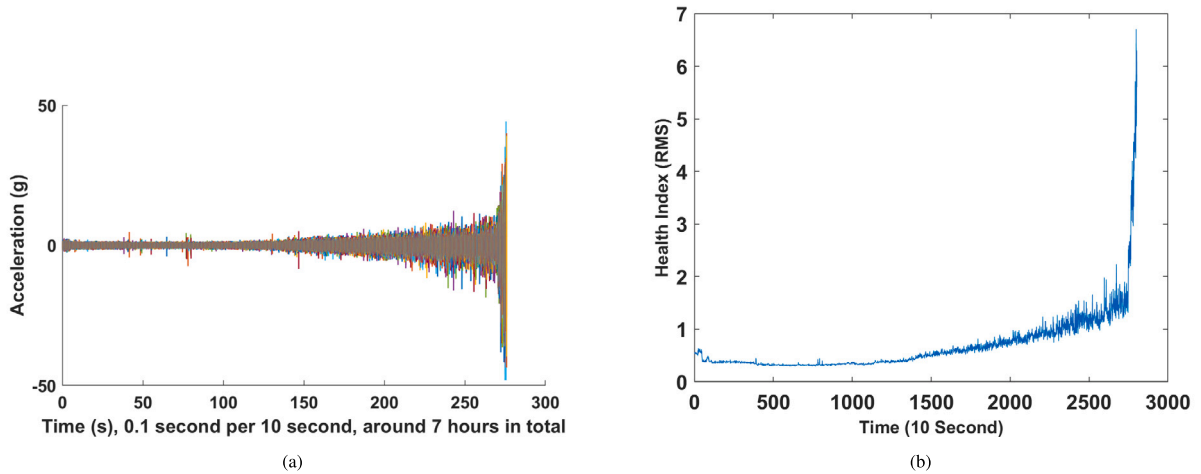 50
0
-50
Acceleration (g)
0 50 100 150 200 250 300
Time (s), 0.1 second per 10 second, around 7 hours in total
(a)
7
6
5
4
3
2
1
0
Health Index (RMS)
0 500 1000 1500 2000 2500 3000
Time (10 Second)
(b)